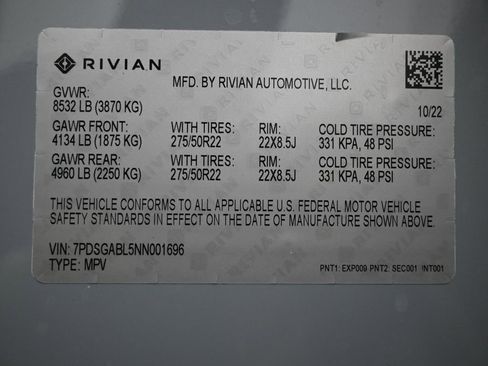 RIVIAN
MFD. BY RIVIAN AUTOMOTIVE, LLC.
GVWR:
8532 LB (3870 KG) 10/22
GAWR FRONT: WITH TIRES: RIM: COLD TIRE PRESSURE:
4134 LB (1875 KG) 275/50R22 22X8.5J 331 KPA, 48 PSI
GAWR REAR: WITH TIRES: RIM: COLD TIRE PRESSURE:
4960 LB (2250 KG) 275/50R22 22X8.5J 331 KPA, 48 PSI
THIS VEHICLE CONFORMS TO ALL APPLICABLE U.S. FEDERAL MOTOR VEHICLE
SAFETY STANDARDS IN EFFECT ON THE DATE OF MANUFACTURE SHOWN ABOVE.
VIN: 7PDSGABL5NN001696
TYPE: MPV PNT1: EXP009 PNT2: SEC001 INT001